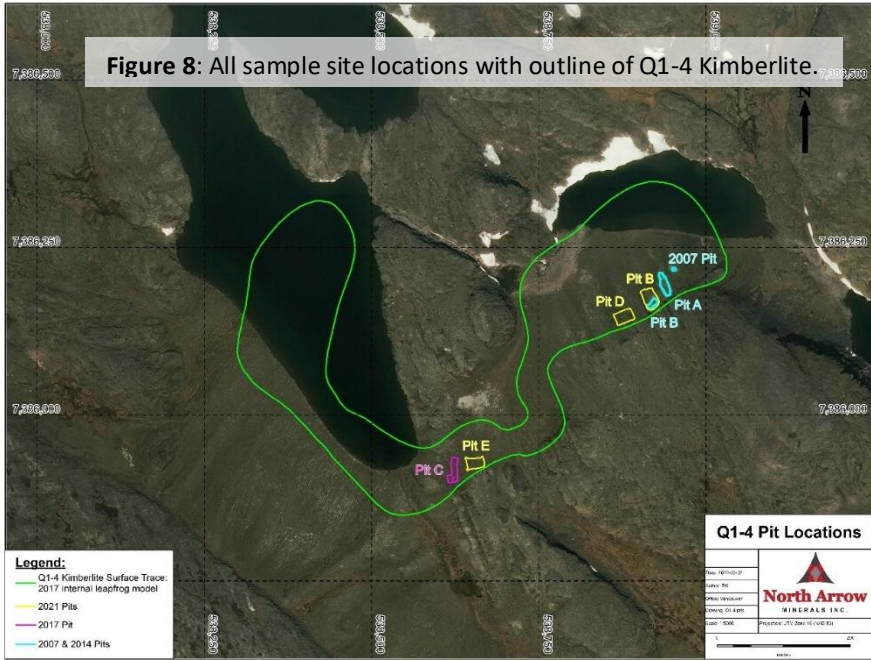 Figure 8: All sample site locations with outline of Q1-4 Kimberlite.
7,386,500
7,386,500
7,386,250
7,386,250
2007 Pit
Pit B
Pit D
Pit A
Pit B
7,386,000
7,386,000
Pit E
Pit C
Legend:
Q1-4 Kimberlite Surface Trace:
2017 internal leapfrog model
2021 Pits
2017 Pit
2007 & 2014 Pits
Q1-4 Pit Locations
Office: Vancouver
North Arrow
MINERALS INC.